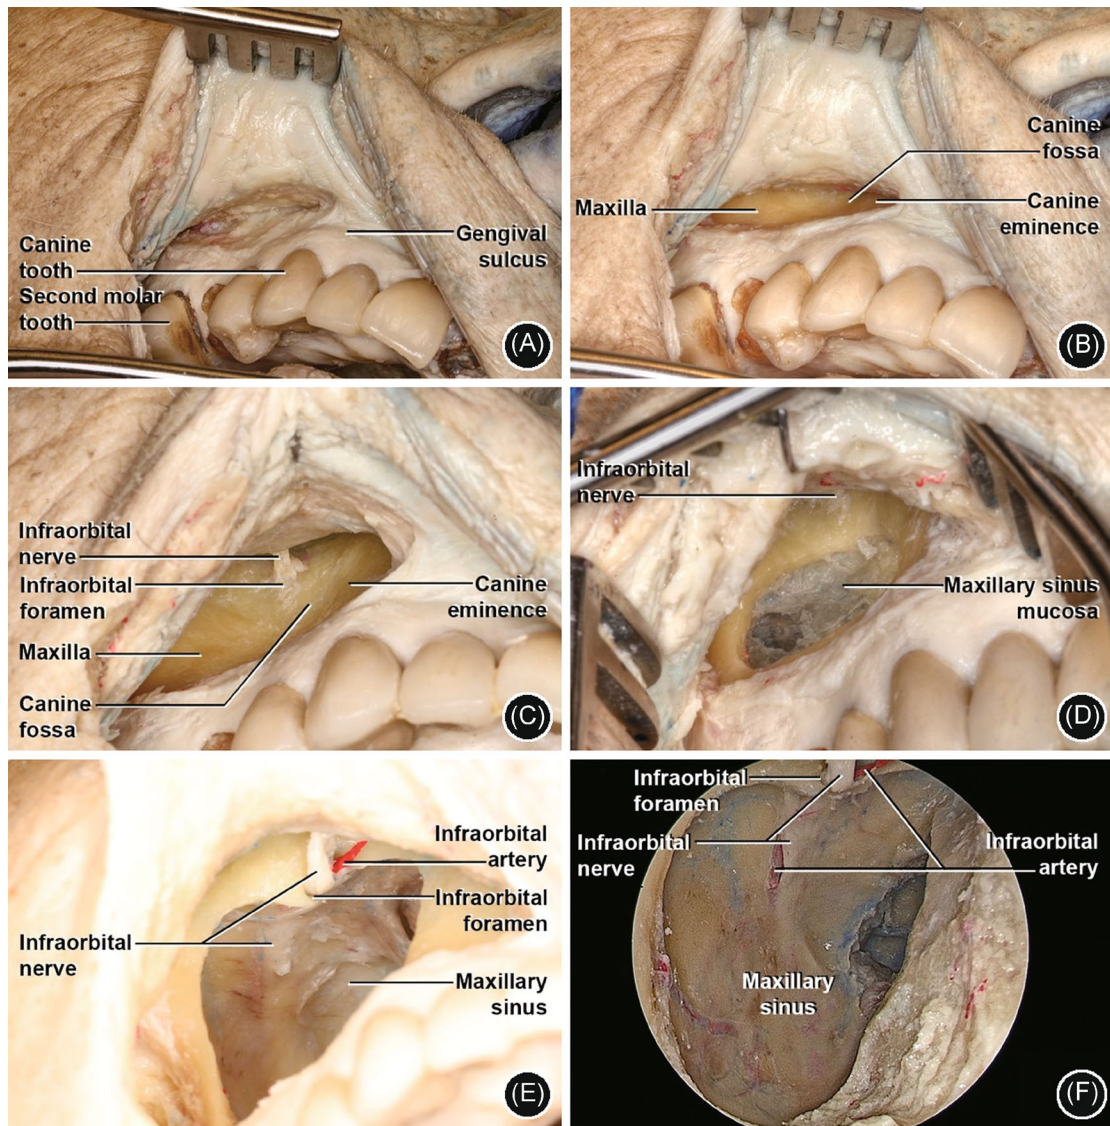 Canine
tooth
Second molar
tooth
Gengival
sulcus
(A)
Maxilla
Canine
fossa
Canine
eminence
(B)
Infraorbital
nerve
Infraorbital
foramen
Maxilla
Canine
fossa
Canine
eminence
(C)
Infraorbital
nerve
Maxillary sinus
mucosa
(D)
Infraorbital
nerve
Infraorbital
artery
Infraorbital
foramen
Maxillary
sinus
(E)
Infraorbital
foramen
Infraorbital
nerve
Infraorbital
artery
Maxillary
sinus
(F)